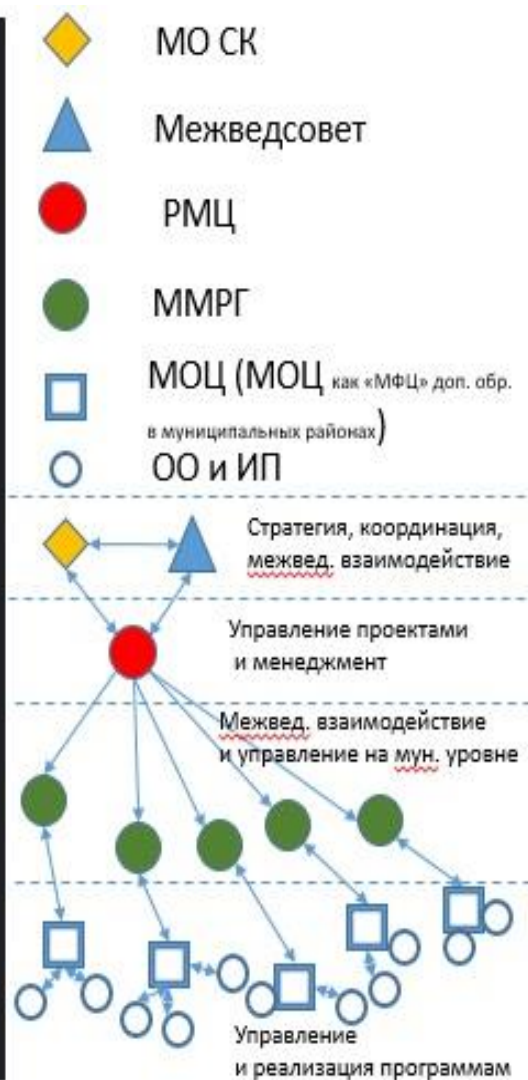 МО СК
Межведсовет
РМЦ
ММРГ
МОЦ (МОЦ как «МФЦ» доп. обр.
в муниципальных районах)
ОО и ИП
Стратегия, координация,
межвед. взаимодействие
Управление проектами
и менеджмент
Межвед. взаимодействие
и управление на мун. уровне
Управление
и реализация программам